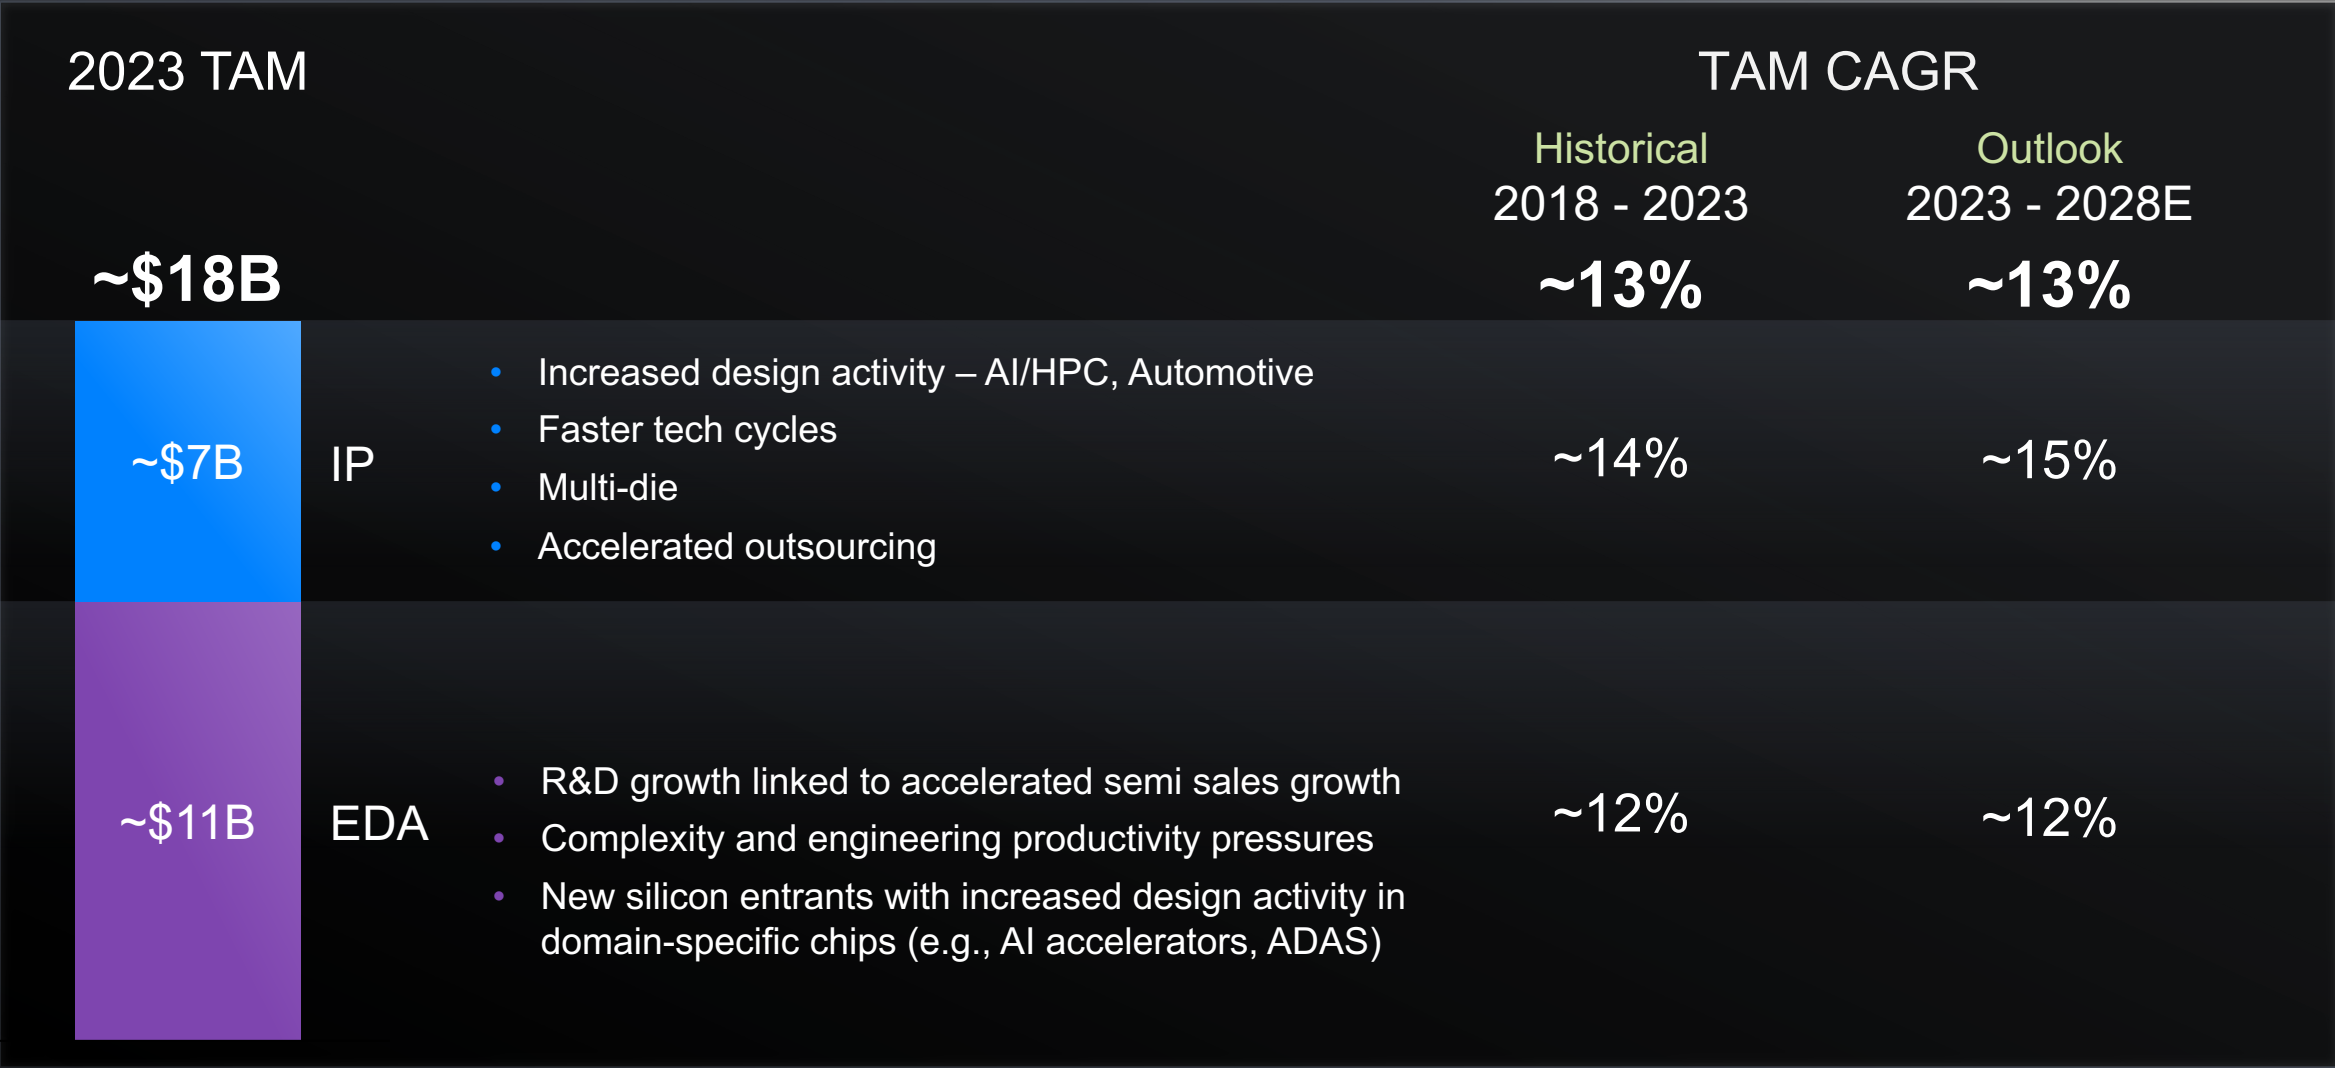 2023 TAM
TAM CAGR
Historical
Outlook
2018 - 2023
2023 - 2028E
~$18B
~13%
~13%
~$7B
IP
• Increased design activity – AI/HPC, Automotive
• Faster tech cycles
• Multi-die
• Accelerated outsourcing
~14%
~15%
~$11B
EDA
• R&D growth linked to accelerated semi sales growth
• Complexity and engineering productivity pressures
• New silicon entrants with increased design activity in
domain-specific chips (e.g., AI accelerators, ADAS)
~12%
~12%